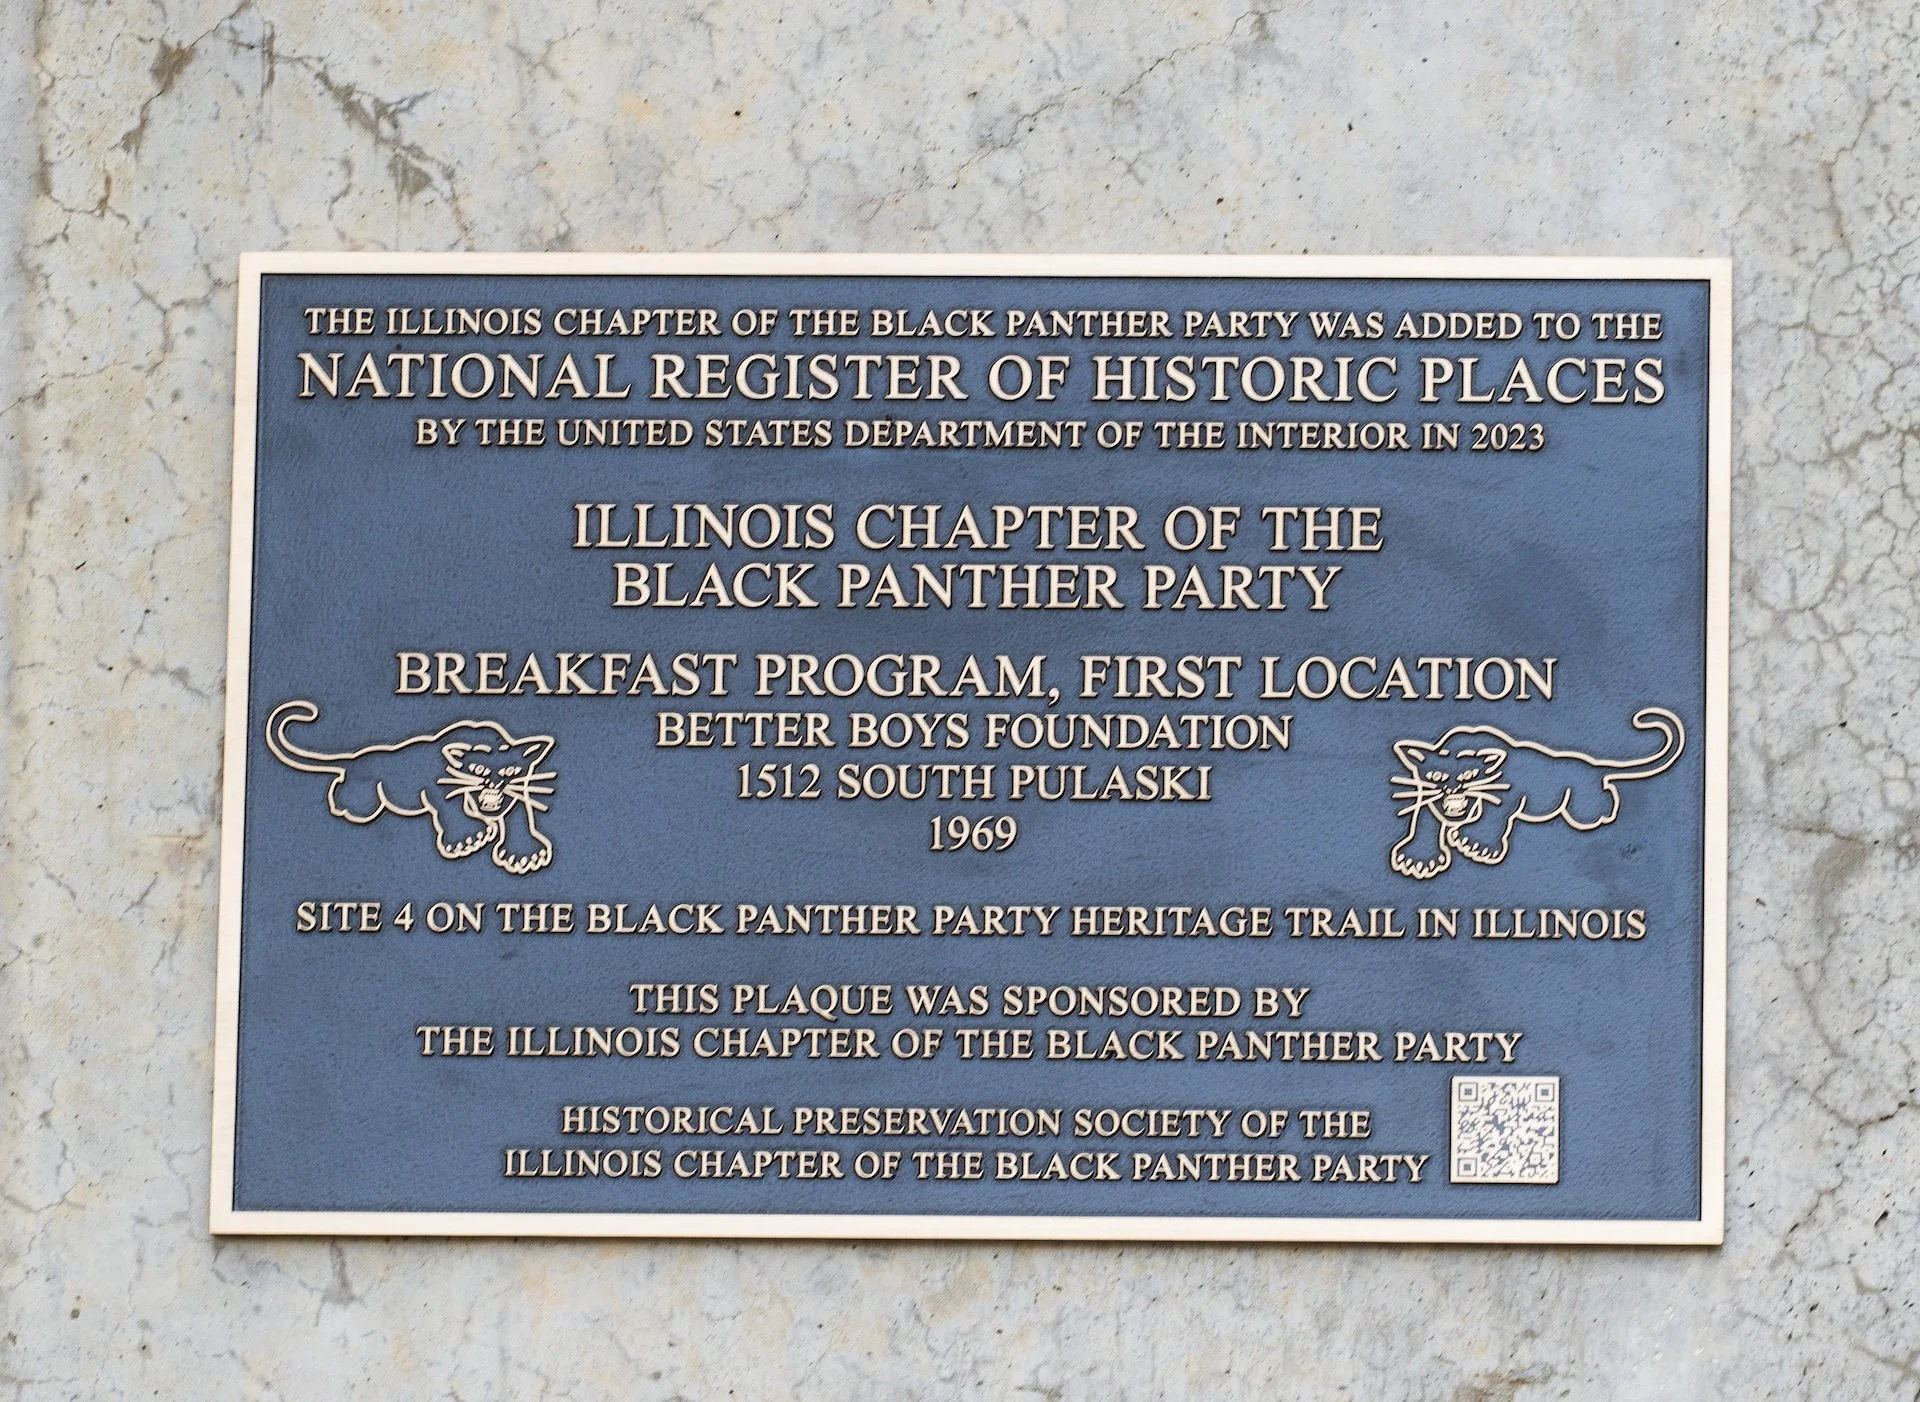 THE ILLINOIS CHAPTER OF THE BLACK PANTHER PARTY WAS ADDED TO THE
NATIONAL REGISTER OF HISTORIC PLACES
BY THE UNITED STATES DEPARTMENT OF THE INTERIOR IN 2023
ILLINOIS CHAPTER OF THE
BLACK PANTHER PARTY
BREAKFAST PROGRAM, FIRST LOCATION
BETTER BOYS FOUNDATION
1512 SOUTH PULASKI
1969
SITE 4 ON THE BLACK PANTHER PARTY HERITAGE TRAIL IN ILLINOIS
THIS PLAQUE WAS SPONSORED BY
THE ILLINOIS CHAPTER OF THE BLACK PANTHER PARTY
HISTORICAL PRESERVATION SOCIETY OF THE
ILLINOIS CHAPTER OF THE BLACK PANTHER PARTY